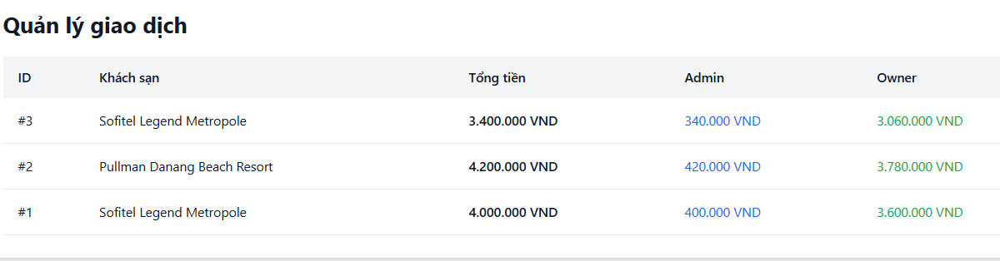 Quản lý giao dịch
ID Khách sạn Tổng tiền Admin Owner
#3 Sofitel Legend Metropole 3.400.000 VND 340.000 VND 3.060.000 VND
#2 Pullman Danang Beach Resort 4.200.000 VND 420.000 VND 3.780.000 VND
#1 Sofitel Legend Metropole 4.000.000 VND 400.000 VND 3.600.000 VND